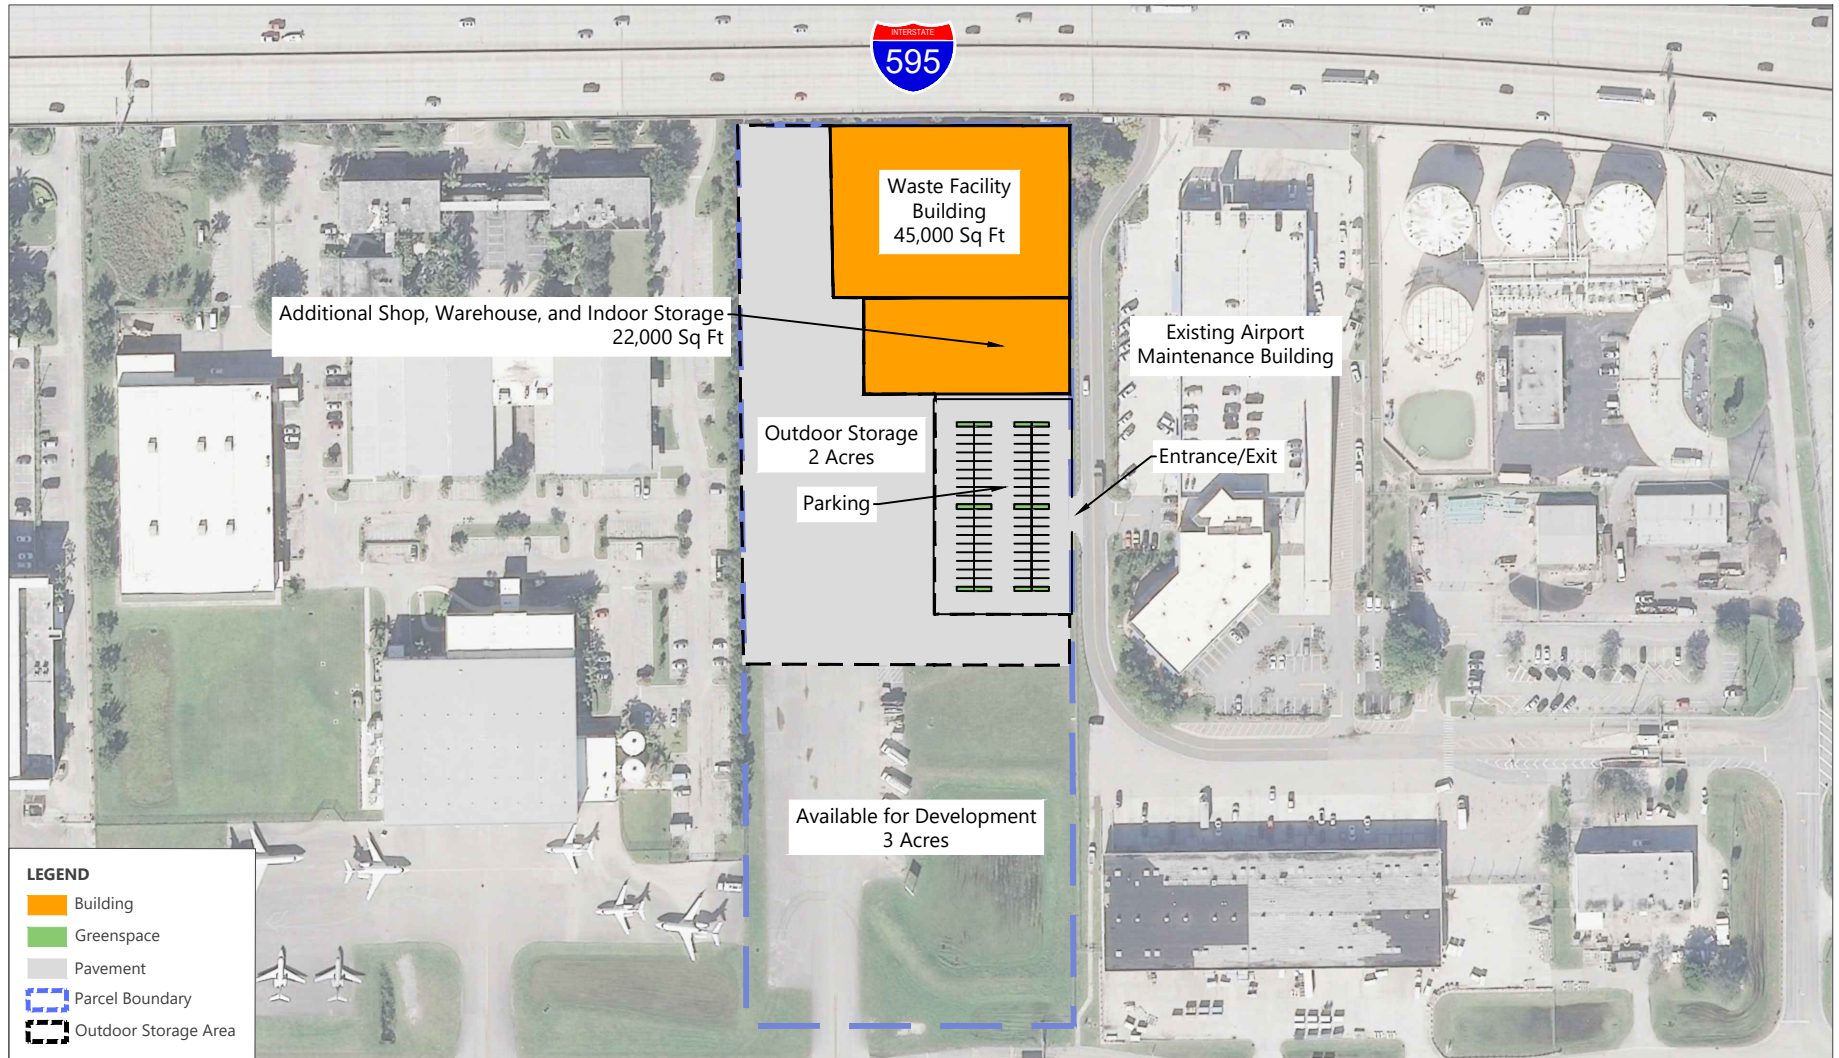 INTERSTATE
595
Waste Facility
Building
45,000 Sq Ft
Additional Shop, Warehouse, and Indoor Storage
22,000 Sq Ft
Existing Airport
Maintenance Building
Outdoor Storage
2 Acres
Entrance/Exit
Parking
Available for Development
3 Acres
LEGEND
Building
Greenspace
Pavement
Parcel Boundary
Outdoor Storage Area